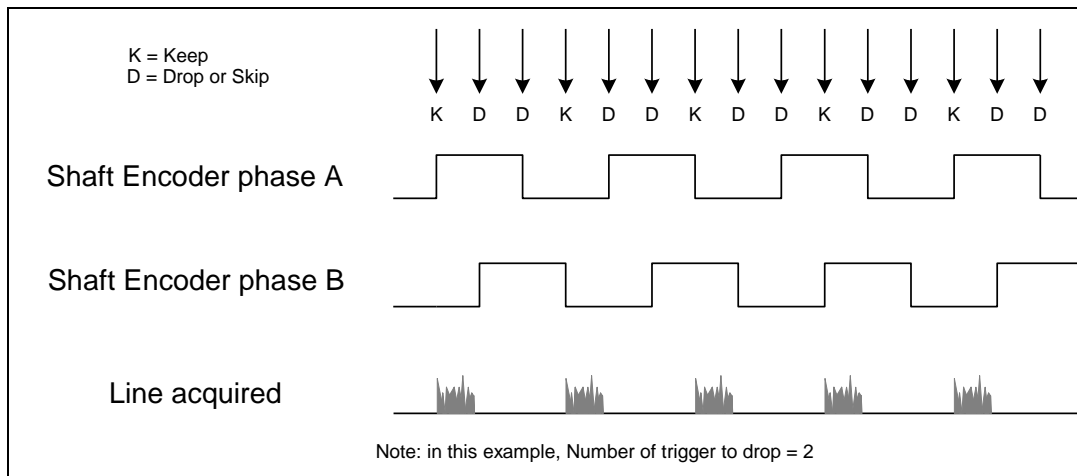 K = Keep
D = Drop or Skip
K D D K D D K D D K D D K D D
Shaft Encoder phase A
Shaft Encoder phase B
Line acquired
Note: in this example, Number of trigger to drop = 2